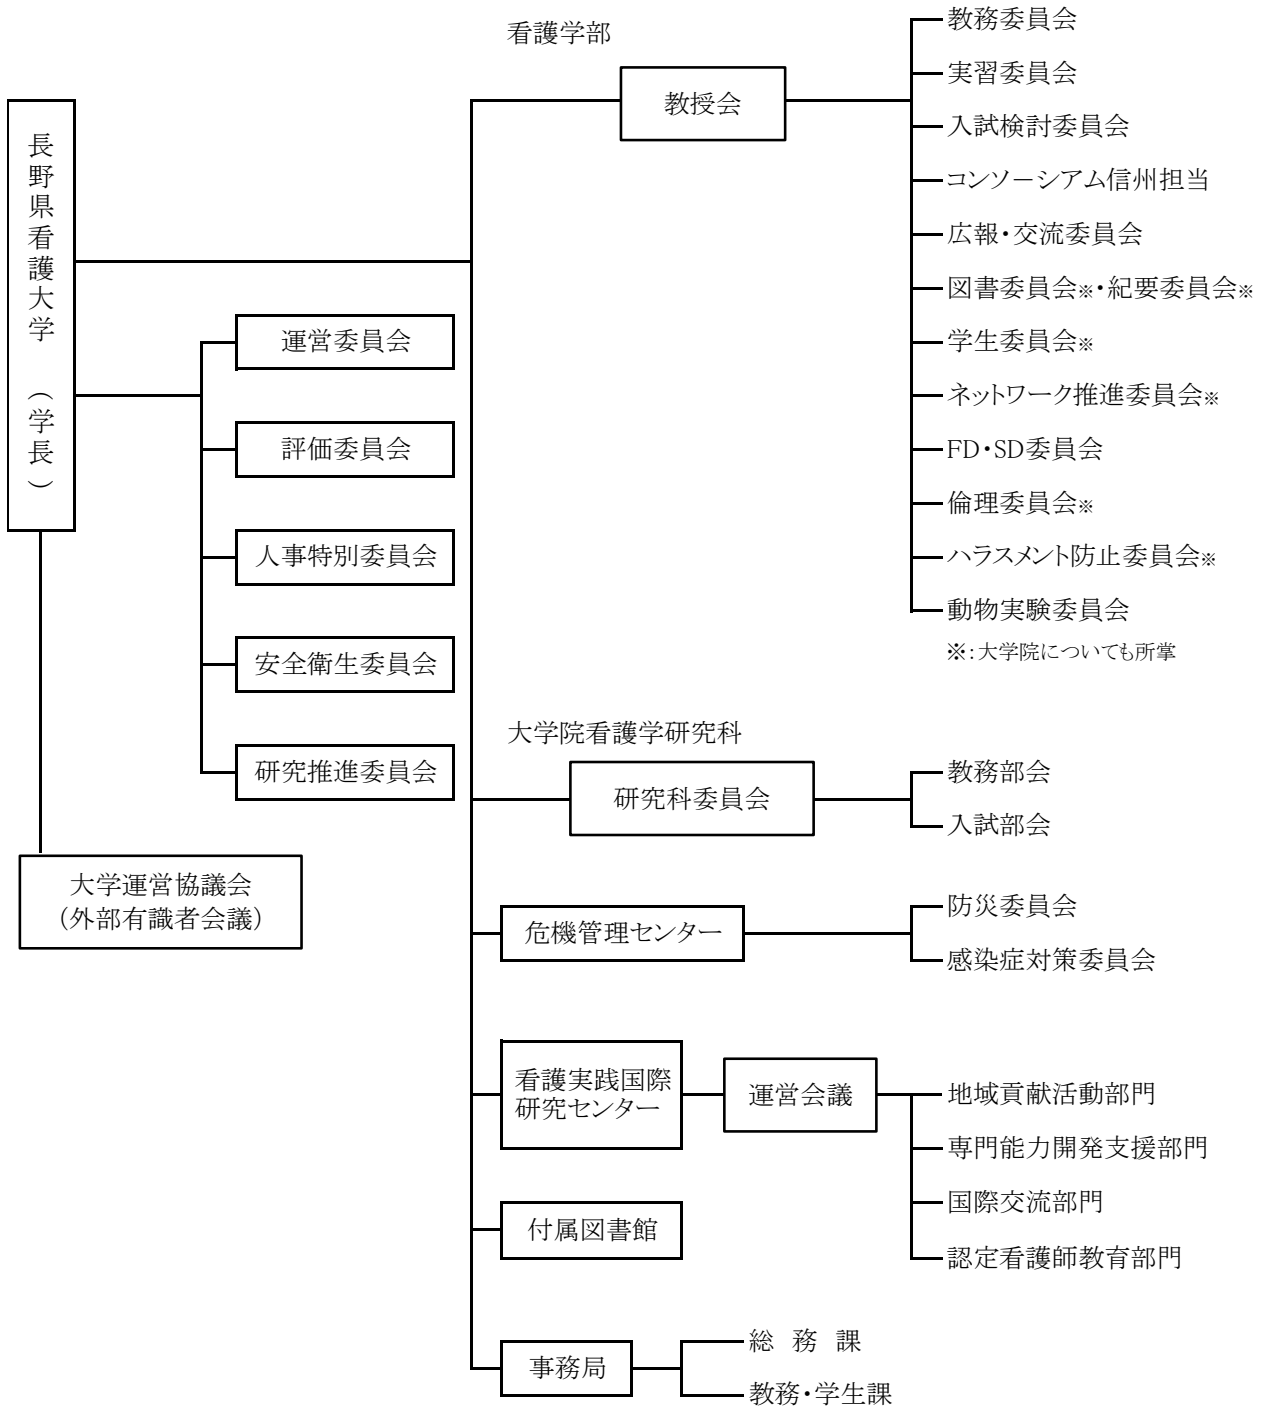 長野県看護大学 （学長）
運営委員会
評価委員会
人事特別委員会
安全衛生委員会
研究推進委員会
大学運営協議会
（外部有識者会議）
看護学部
教授会
教務委員会
実習委員会
入試検討委員会
コンソーシアム信州担当
広報・交流委員会
図書委員会※・紀要委員会※
学生委員会※
ネットワーク推進委員会※
FD・SD委員会
倫理委員会※
ハラスメント防止委員会※
動物実験委員会
※：大学院についても所掌
大学院看護学研究科
研究科委員会
教務部会
入試部会
危機管理センター
防災委員会
感染症対策委員会
看護実践国際
研究センター
運営会議
地域貢献活動部門
専門能力開発支援部門
国際交流部門
認定看護師教育部門
付属図書館
事務局
総 務 課
教務・学生課